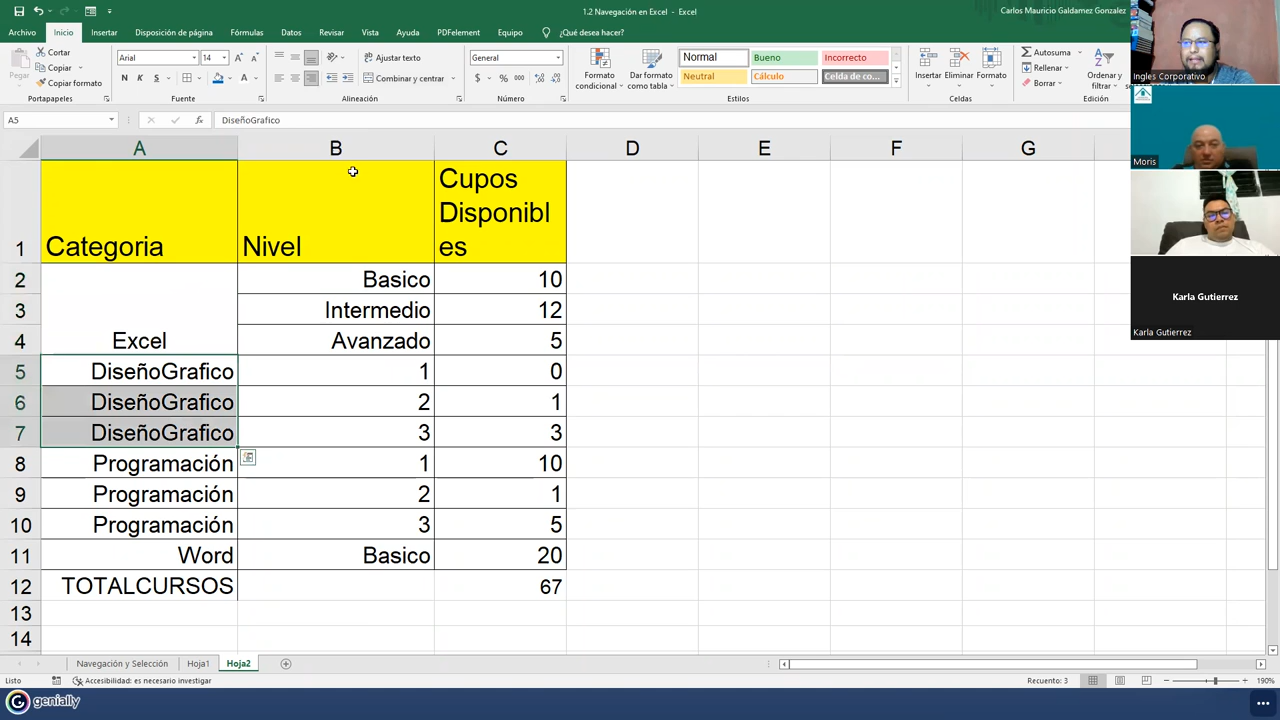 1.2 Navegación en Excel - Excel
Carlos Mauricio Galdamez Gonzalez
Archivo Inicio Insertar Disposición de página Fórmulas Datos Revisar Vista Ayuda PDFelement Equipo ¿Qué desea hacer?
Pegar
Cortar
Copiar
Copiar formato
Portapapeles
Arial 14
N K S
Fuente
Ajustar texto
Combinar y centrar
Alineación
General
$ % 000
Número
Formato condicional
Dar formato como tabla
Normal Bueno Incorrecto
Neutral Cálculo Celda de co...
Estilos
Insertar Eliminar Formato
Celdas
Autosuma
Rellenar
Borrar
Ordenar y filtrar
Edición
A5 fx DiseñoGrafico
A B C D E F G
1 Categoria Nivel Cupos
Disponibl
es
2 Basico 10
3 Intermedio 12
4 Excel Avanzado 5
5 DiseñoGrafico 1 0
6 DiseñoGrafico 2 1
7 DiseñoGrafico 3 3
8 Programación 1 10
9 Programación 2 1
10 Programación 3 5
11 Word Basico 20
12 TOTALCURSOS 67
13
14
Navegación y Selección Hoja1 Hoja2
Listo Accesibilidad: es necesario investigar Recuento: 3 190%
genially
Ingles Corporativo
Moris
Karla Gutierrez
Karla Gutierrez